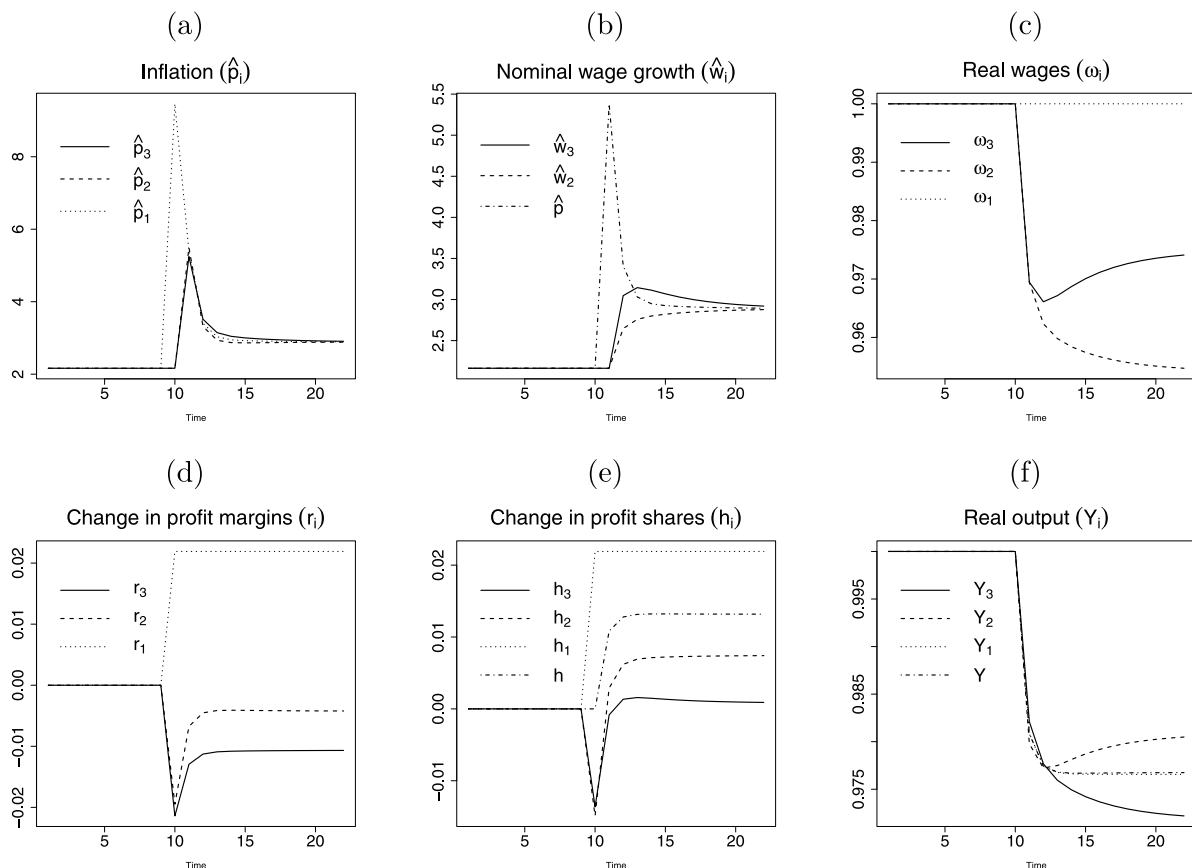 (a)
Inflation (p̂ᵢ)
8
6
4
2
p̂₃
p̂₂
p̂₁
5
10
15
20
Time
(b)
Nominal wage growth (ŵᵢ)
5.5
5.0
4.5
4.0
3.5
3.0
2.5
ŵ₃
ŵ₂
p̂
5
10
15
20
Time
(c)
Real wages (ωᵢ)
1.00
0.99
0.98
0.97
0.96
ω₃
ω₂
ω₁
5
10
15
20
Time
(d)
Change in profit margins (rᵢ)
0.02
0.01
0.00
−0.01
−0.02
r₃
r₂
r₁
5
10
15
20
Time
(e)
Change in profit shares (hᵢ)
0.02
0.01
0.00
−0.01
h₃
h₂
h₁
h
5
10
15
20
Time
(f)
Real output (Yᵢ)
0.995
0.985
0.975
Y₃
Y₂
Y₁
Y
5
10
15
20
Time